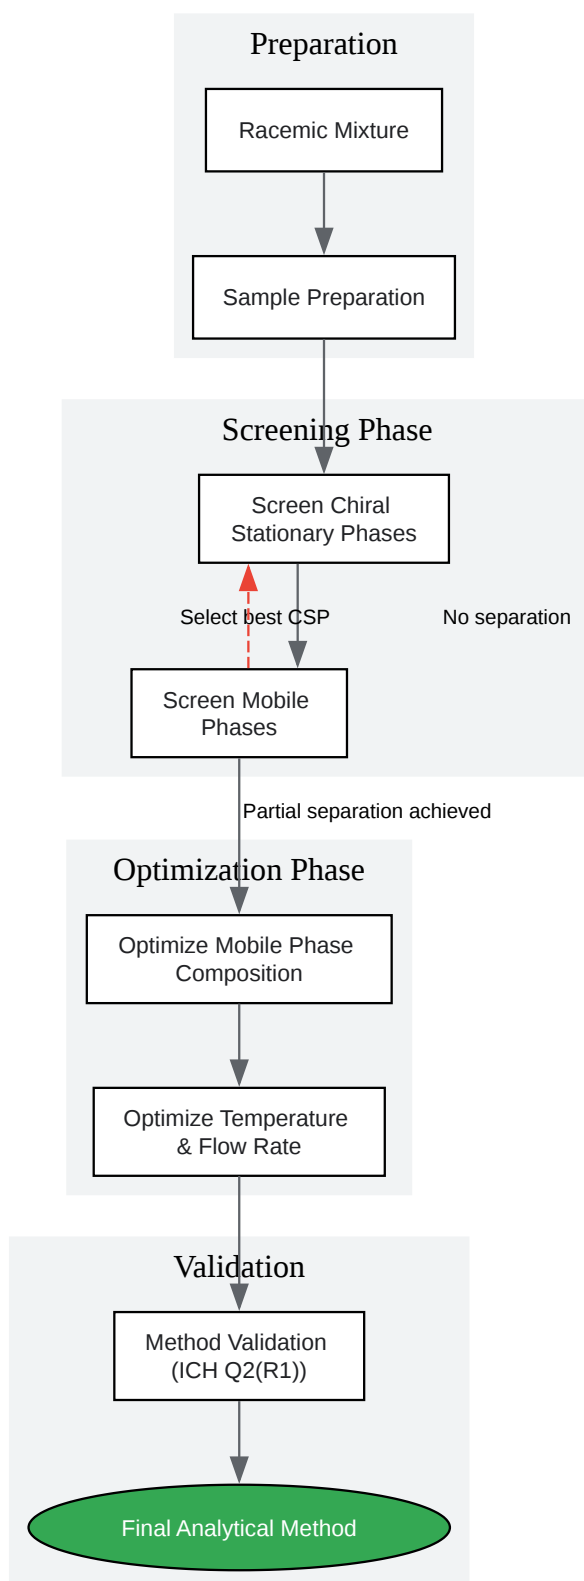 Preparation
Racemic Mixture
Sample Preparation
Screening Phase
Screen Chiral
Stationary Phases
Select best CSP
No separation
Screen Mobile
Phases
Partial separation achieved
Optimization Phase
Optimize Mobile Phase
Composition
Optimize Temperature
& Flow Rate
Validation
Method Validation
(ICH Q2(R1))
Final Analytical Method